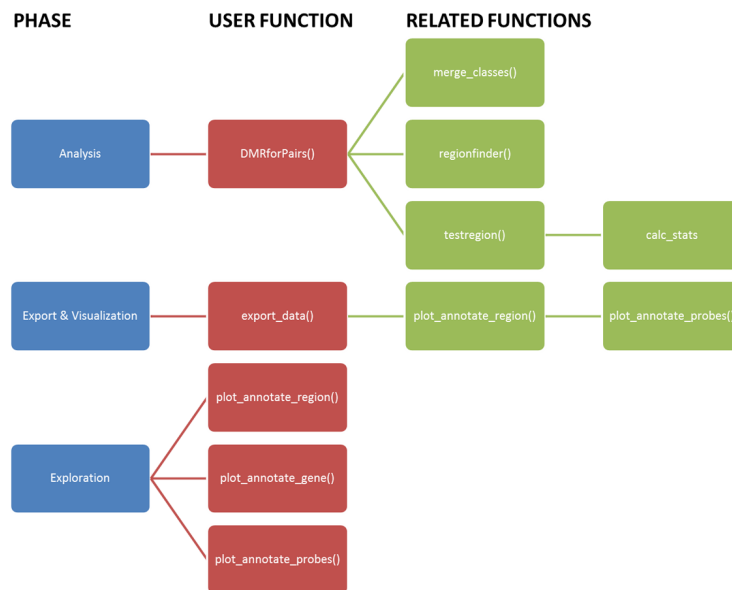 PHASE USER FUNCTION RELATED FUNCTIONS
merge_classes()
Analysis DMRforPairs() regionfinder()
testregion() calc_stats
Export & Visualization export_data() plot_annotate_region() plot_annotate_probes()
plot_annotate_region()
Exploration plot_annotate_gene()
plot_annotate_probes()